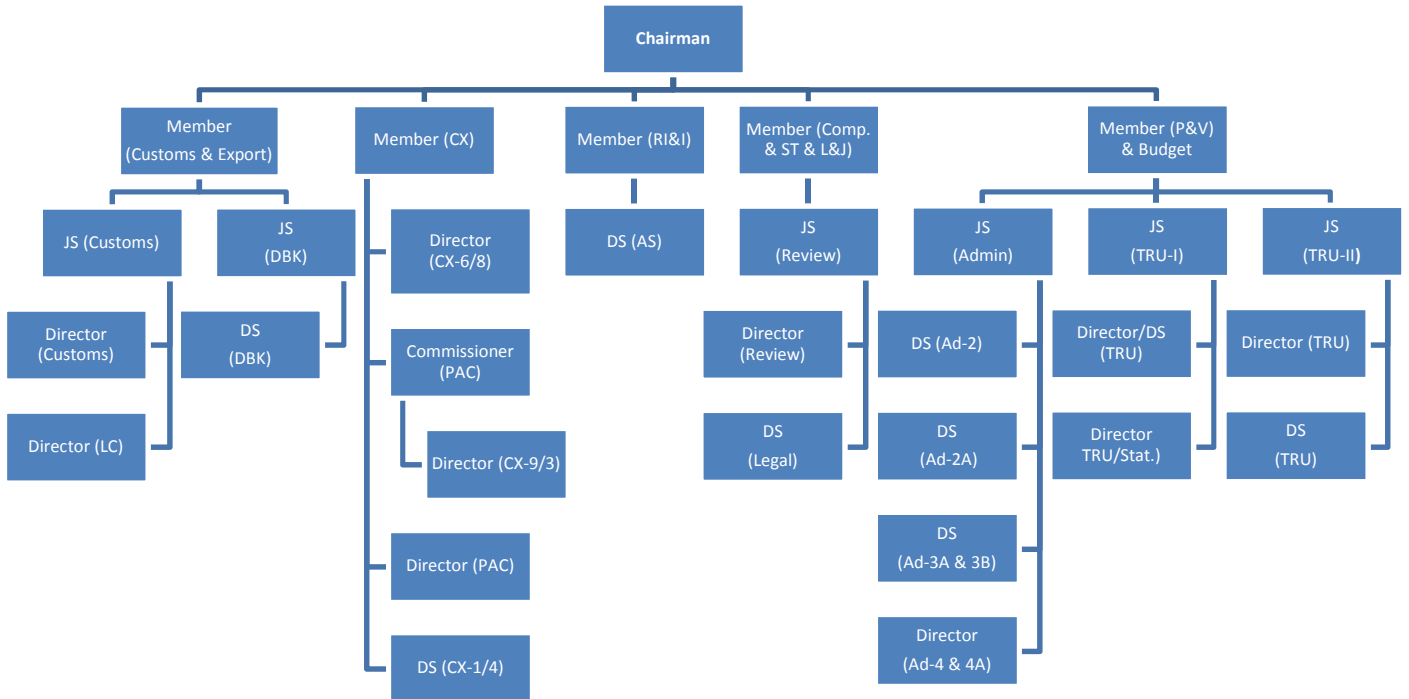 Chairman
Member
(Customs & Export)
Member (CX)
Member (RI&I)
Member (Comp.
& ST & L&J)
Member (P&V)
& Budget
JS (Customs)
JS
(DBK)
Director
(CX-6/8)
DS (AS)
JS
(Review)
JS
(Admin)
JS
(TRU-I)
JS
(TRU-II)
Director
(Customs)
DS
(DBK)
Commissioner
(PAC)
Director
(Review)
DS (Ad-2)
Director/DS
(TRU)
Director (TRU)
Director (LC)
Director (CX-9/3)
DS
(Legal)
DS
(Ad-2A)
Director
TRU/Stat.)
DS
(TRU)
Director (PAC)
DS
(Ad-3A & 3B)
DS (CX-1/4)
Director
(Ad-4 & 4A)